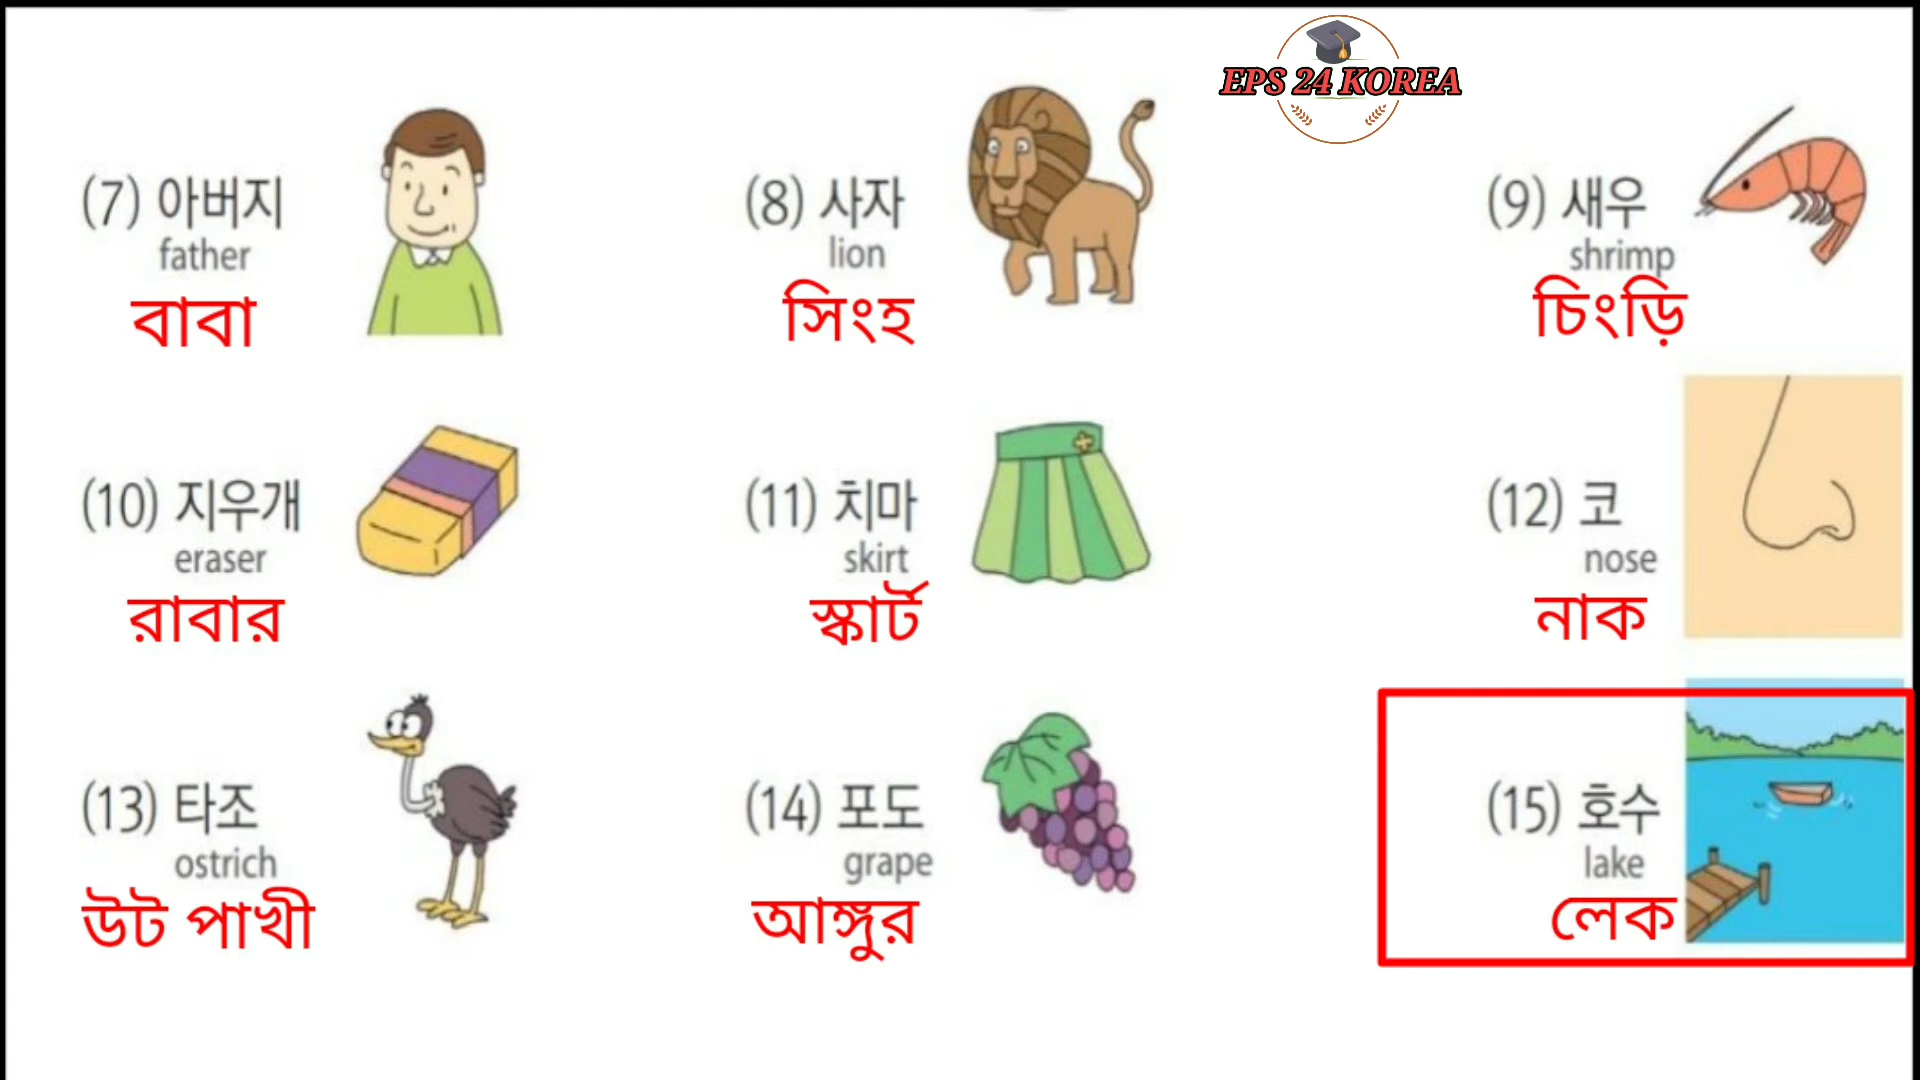 EPS 24 KOREA
(7) 아버지
father
বাবা
(8) 사자
lion
সিংহ
(9) 새우
shrimp
চিংড়ি
(10) 지우개
eraser
রাবার
(11) 치마
skirt
স্কার্ট
(12) 코
nose
নাক
(13) 타조
ostrich
উট পাখী
(14) 포도
grape
আঙ্গুর
(15) 호수
lake
লেক